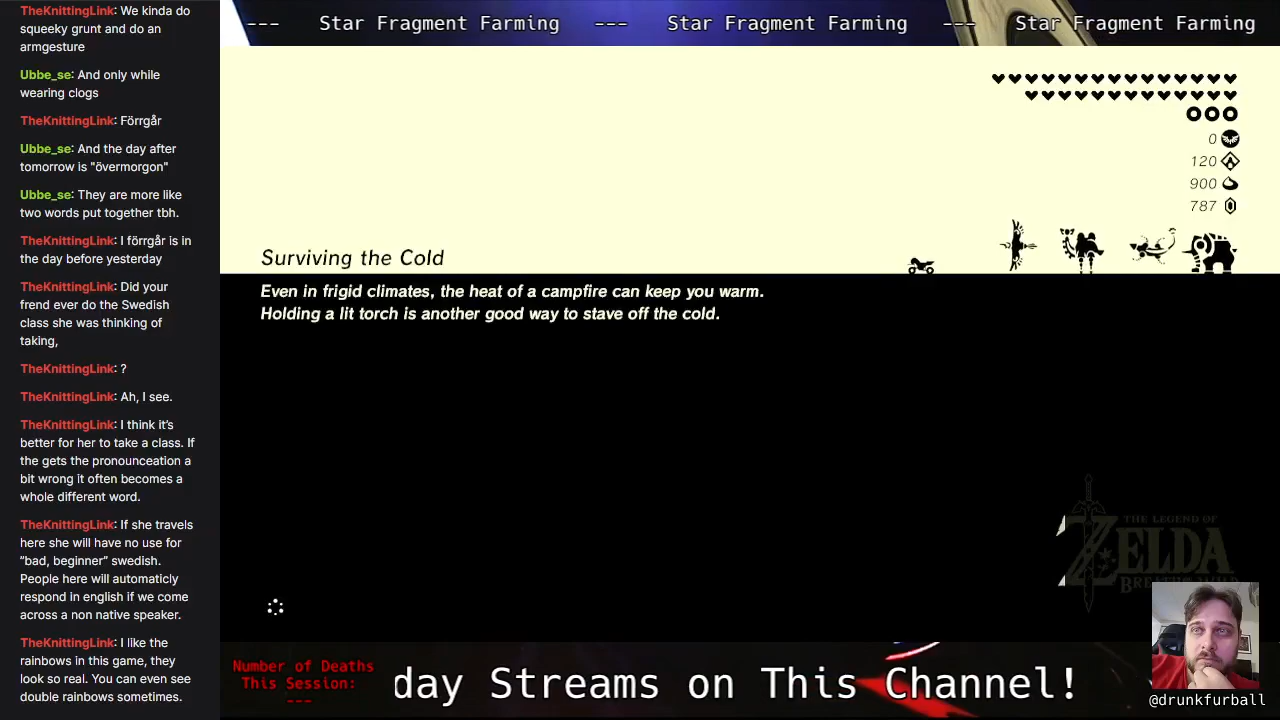 TheKnittingLink: We kinda do
squeeky grunt and do an
armgesture
Ubbe_se: And only while
wearing clogs
TheKnittingLink: Förrgår
Ubbe_se: And the day after
tomorrow is "övermorgon"
Ubbe_se: They are more like
two words put together tbh.
TheKnittingLink: I förrgår is in
the day before yesterday
TheKnittingLink: Did your
frend ever do the Swedish
class she was thinking of
taking,
TheKnittingLink: ?
TheKnittingLink: Ah, I see.
TheKnittingLink: I think it's
better for her to take a class. If
the gets the pronounceation a
bit wrong it often becomes a
whole different word.
TheKnittingLink: If she travels
here she will have no use for
"bad, beginner" swedish.
People here will automaticly
respond in english if we come
across a non native speaker.
TheKnittingLink: I like the
rainbows in this game, they
look so real. You can even see
double rainbows sometimes.
--- Star Fragment Farming --- Star Fragment Farming --- Star Fragment Farming
0
120
900
787
Surviving the Cold
Even in frigid climates, the heat of a campfire can keep you warm.
Holding a lit torch is another good way to stave off the cold.
THE LEGEND OF
ZELDA
Number of Deaths
This Session:
---
day Streams on This Channel!
@drunkfurball